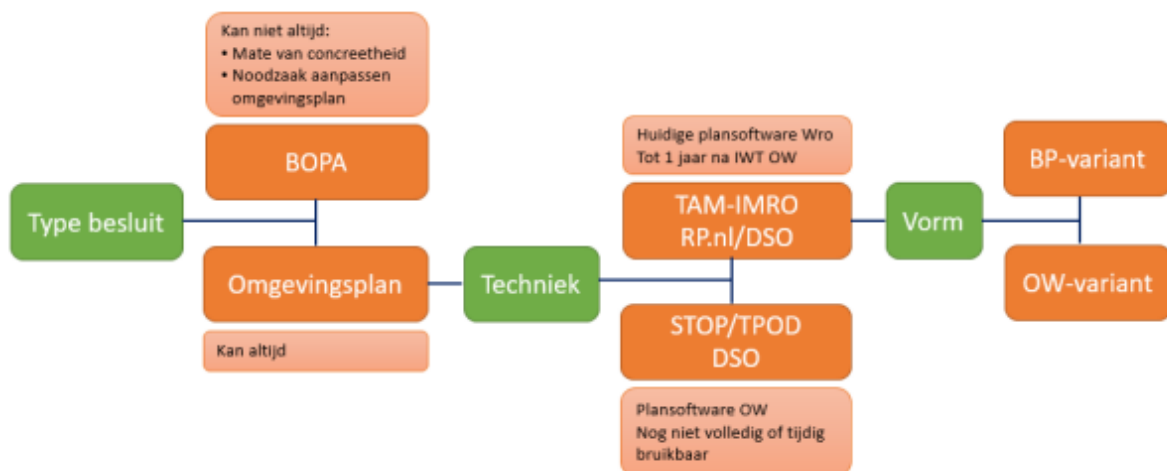 Kan niet altijd:
• Mate van concreetheid
• Noodzaak aanpassen
omgevingsplan
BOPA
Type besluit
Omgevingsplan
Kan altijd
Techniek
Huidige plansoftware Wro
Tot 1 jaar na IWT OW
TAM-IMRO
RP.nl/DSO
STOP/TPOD
DSO
Plansoftware OW
Nog niet volledig of tijdig
bruikbaar
Vorm
BP-variant
OW-variant